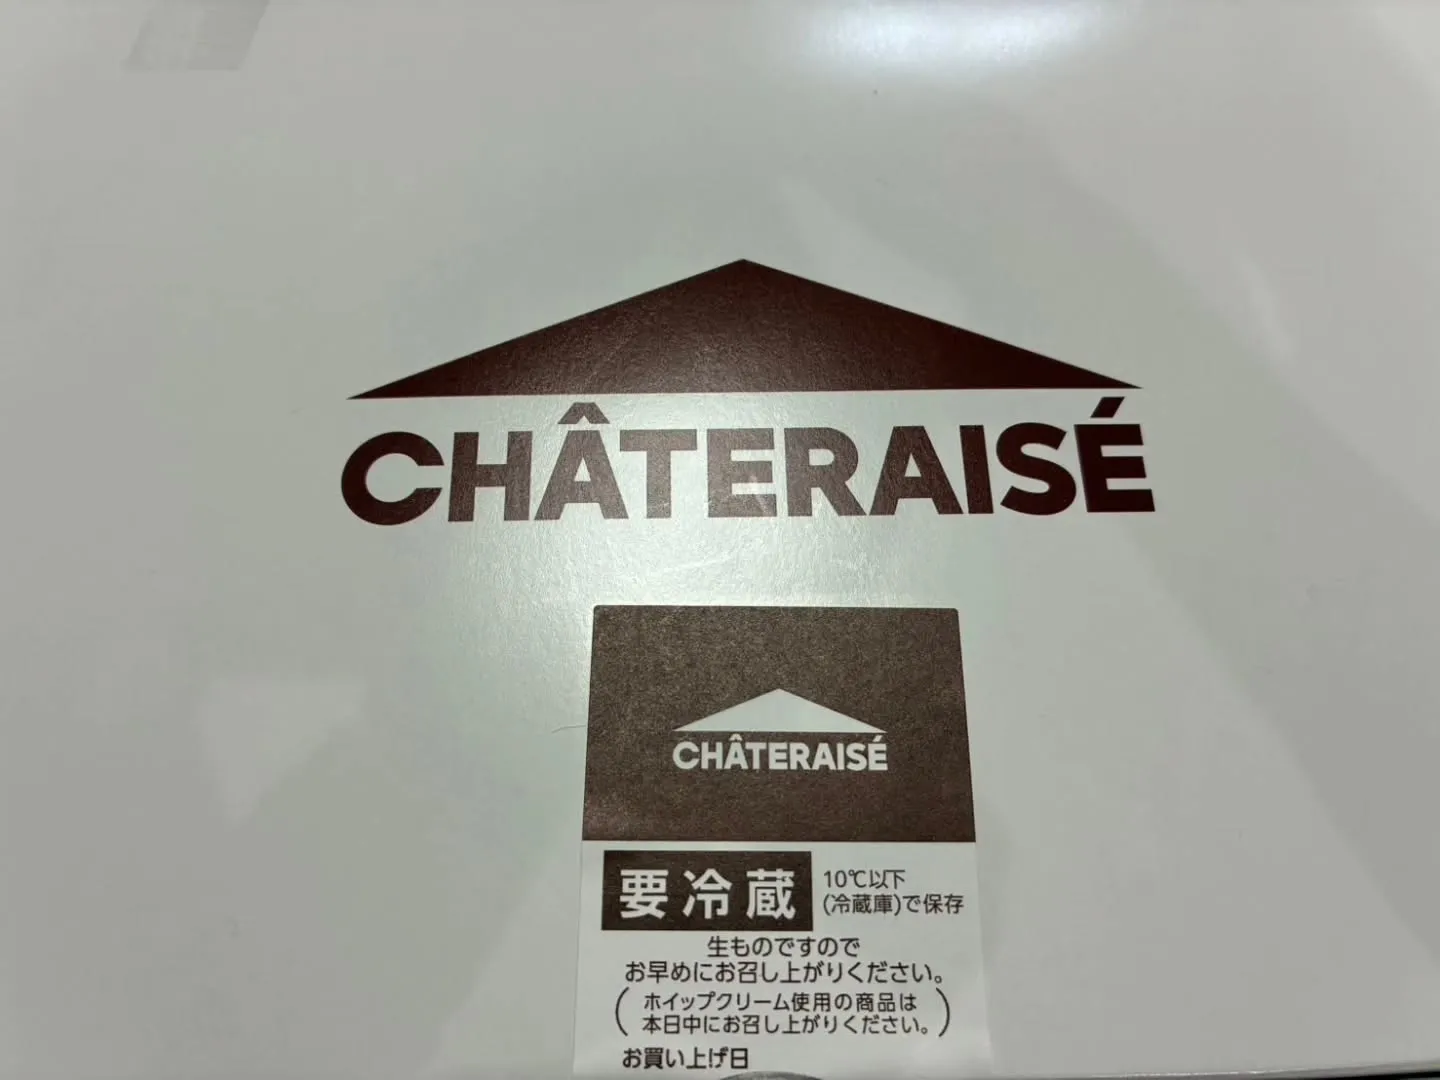 CHÂTERAISÉ
CHÂTERAISÉ
要冷蔵
10℃以下
(冷蔵庫)で保存
生ものですので
お早めにお召し上がりください。
(ホイップクリーム使用の商品は
本日中にお召し上がりください。)
お買い上げ日